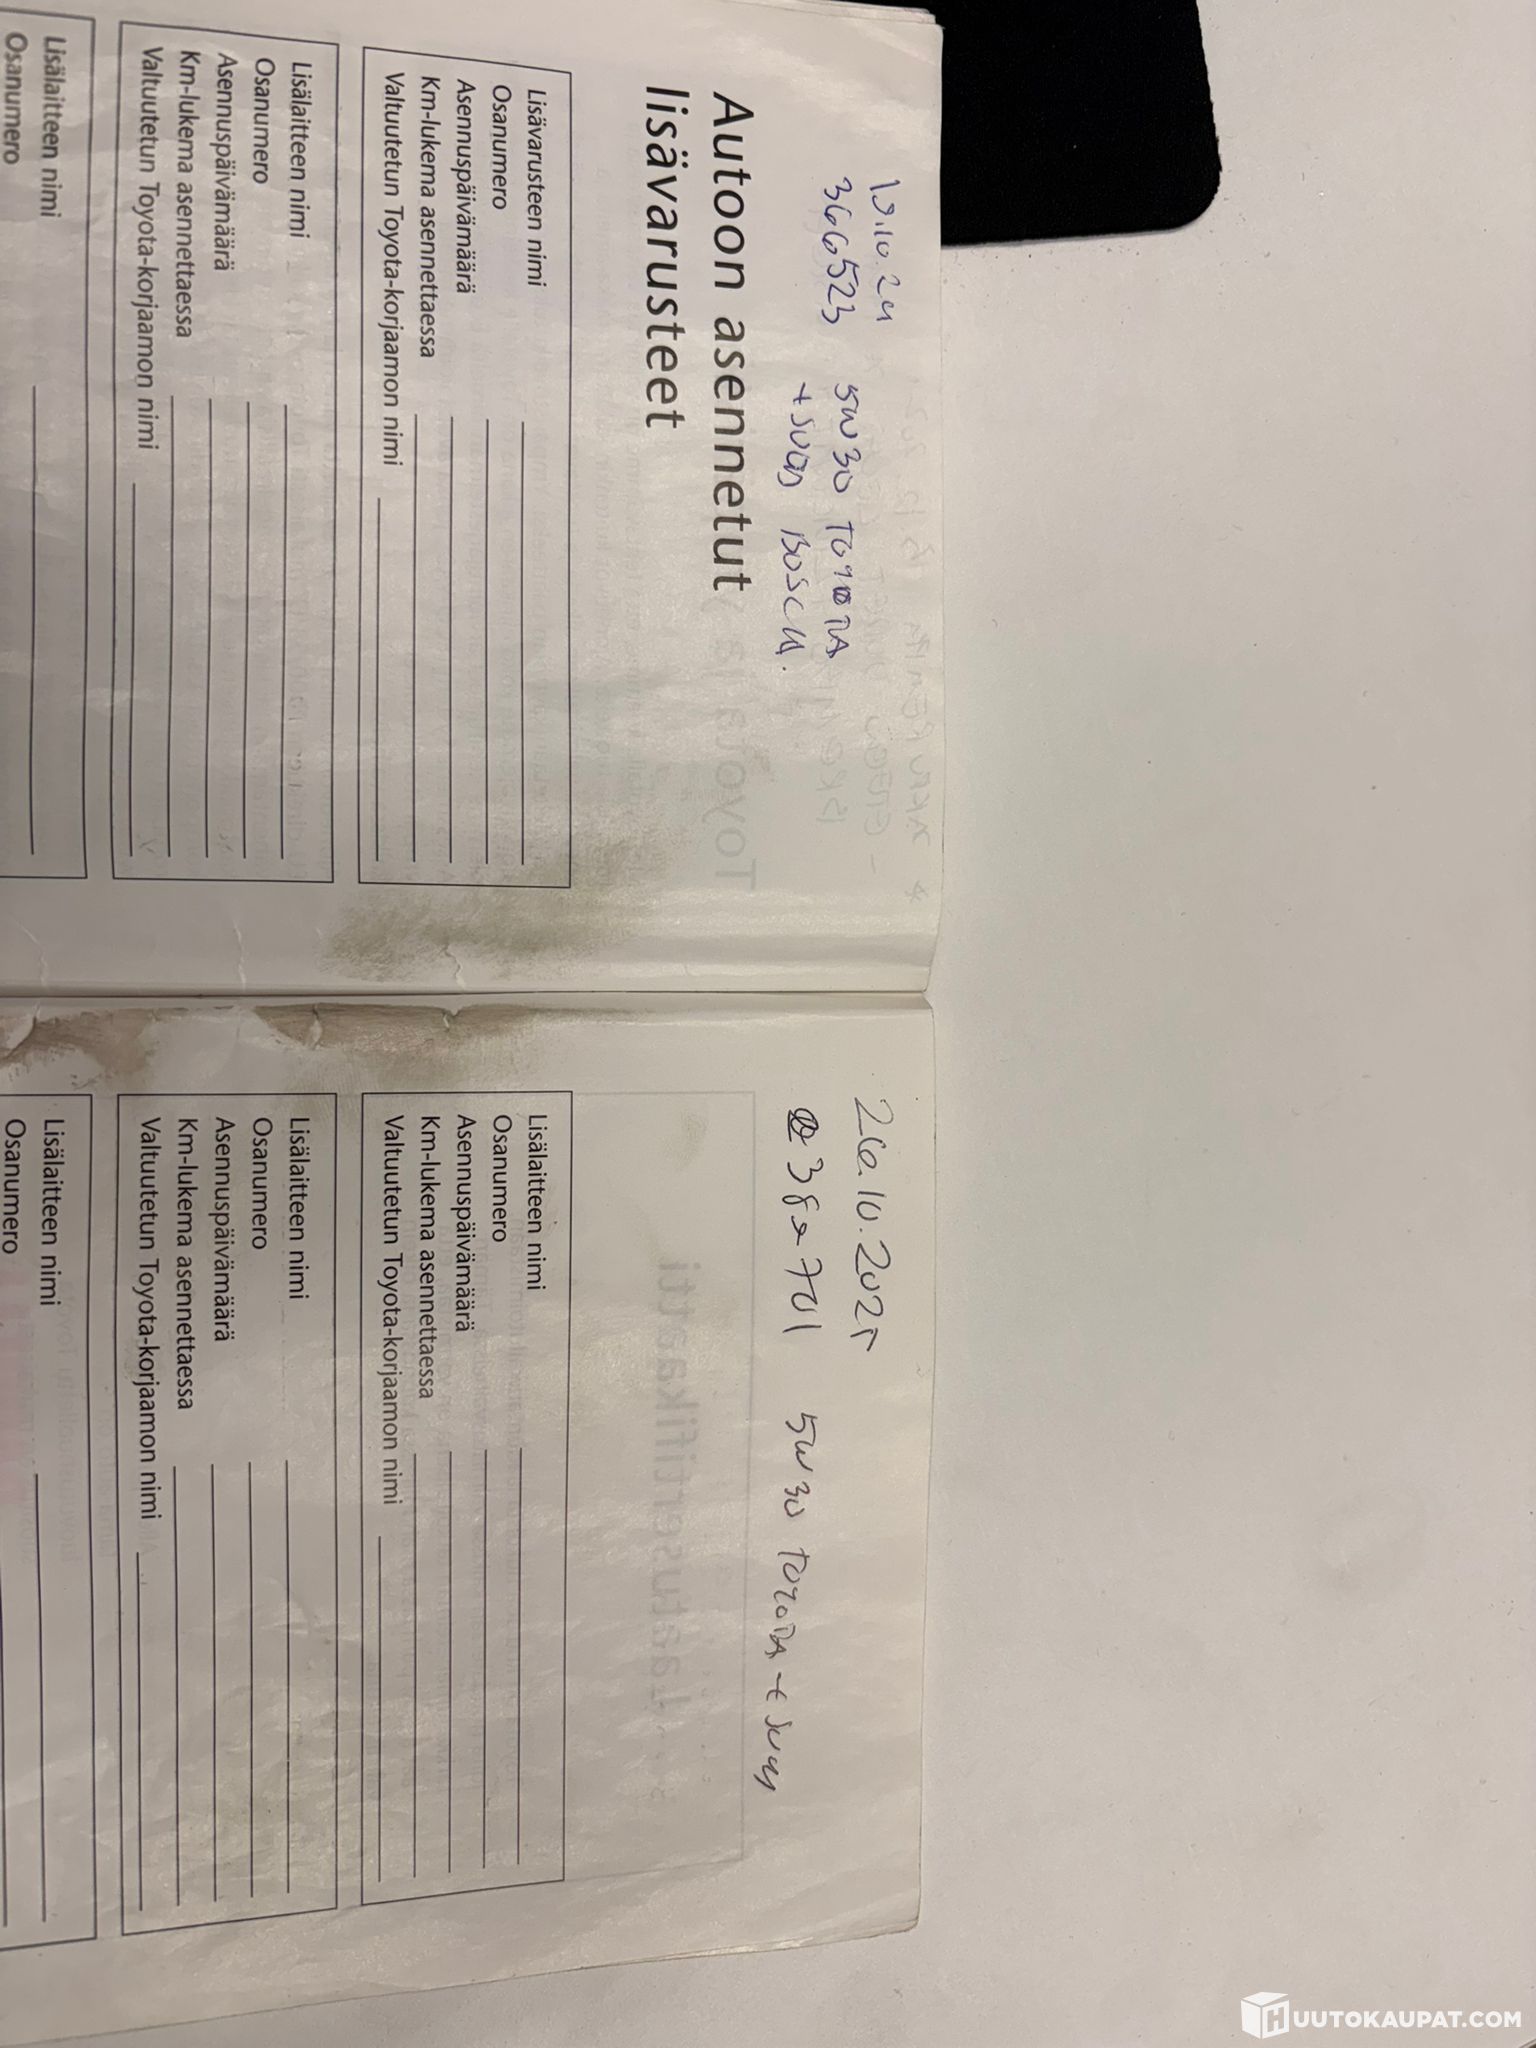 19.10.24
366523 5W30 TOYOTA
+ SUOD BOSCH.
Autoon asennetut
lisävarusteet
Lisävarusteen nimi
Osanumero
Asennuspäivämäärä
Km-lukema asennettaessa
Valtuutetun Toyota-korjaamon nimi
Lisälaitteen nimi
Osanumero
Asennuspäivämäärä
Km-lukema asennettaessa
Valtuutetun Toyota-korjaamon nimi
Lisälaitteen nimi
Osanumero
26.10.2025
5W30 TOYOTA +
Lisälaitteen nimi
Osanumero
Asennuspäivämäärä
Km-lukema asennettaessa
Valtuutetun Toyota-korjaamon nimi
Lisälaitteen nimi
Osanumero
Asennuspäivämäärä
Km-lukema asennettaessa
Valtuutetun Toyota-korjaamon nimi
Lisälaitteen nimi
Osanumero
HUUTOKAUPAT.COM